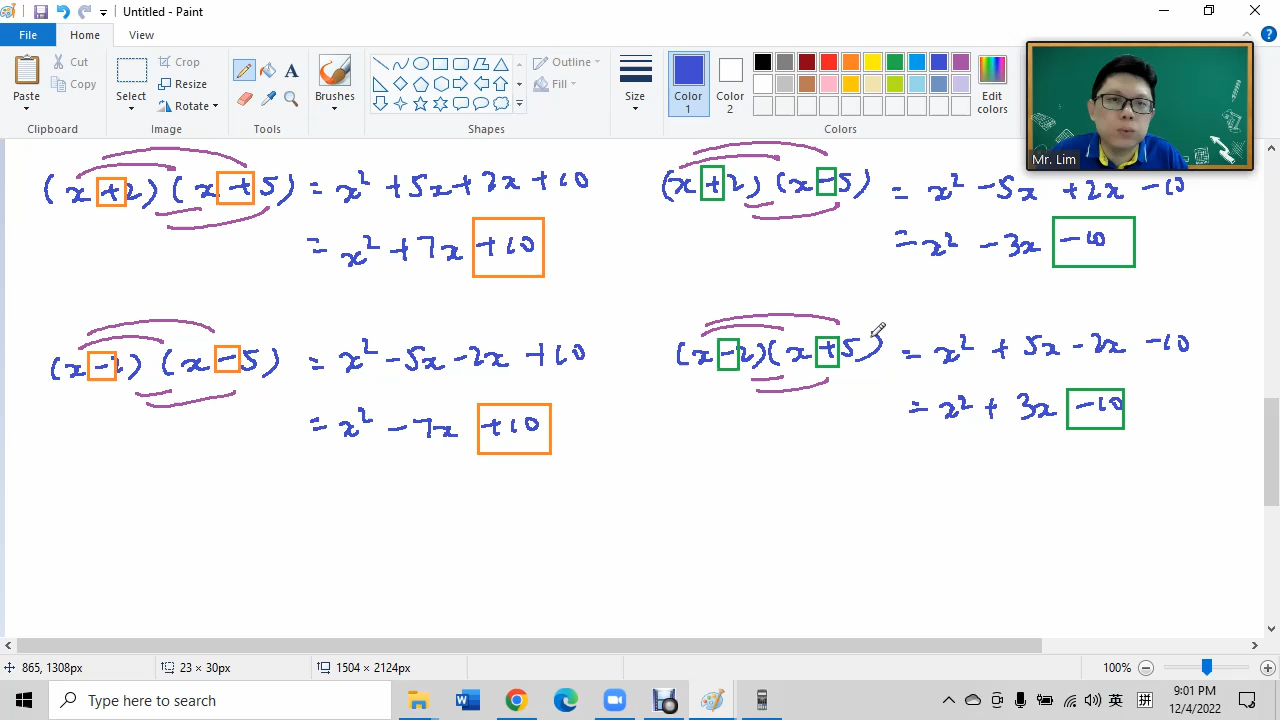 Untitled - Paint
File Home View
Paste Cut Copy Clipboard
Select Crop Resize Rotate Image
A Tools
Brushes
Shapes Outline Fill
Size
Color 1 Color 2 Edit colors Colors
Mr. Lim
(x +2) (x +5) = x² +5x+2x +10
= x² +7x +10
(x +2) (x -5) = x² -5x +2x -10
= x² -3x -10
(x -2) (x -5) = x² -5x -2x +10
= x² -7x +10
(x -2)(x +5) = x² + 5x -2x -10
= x² + 3x -10
865, 1308px 23 × 30px 1504 × 2124px 100%
Type here to search
英 拼 9:01 PM
12/4/2022